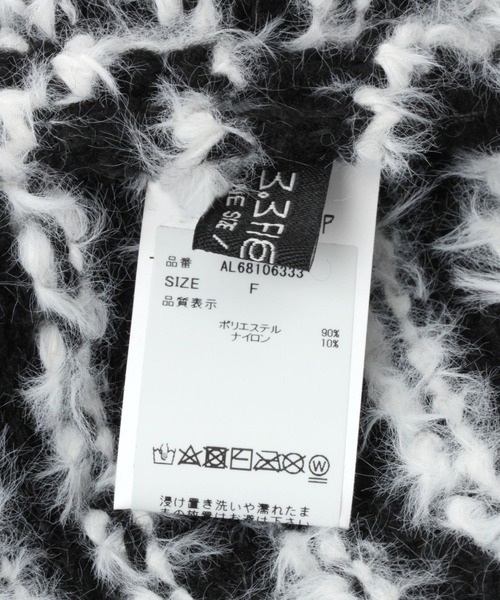 P
品番 AL68106333
SIZE F
品質表示
ポリエステル 90%
ナイロン 10%
W
浸け置き洗いや濡れたま